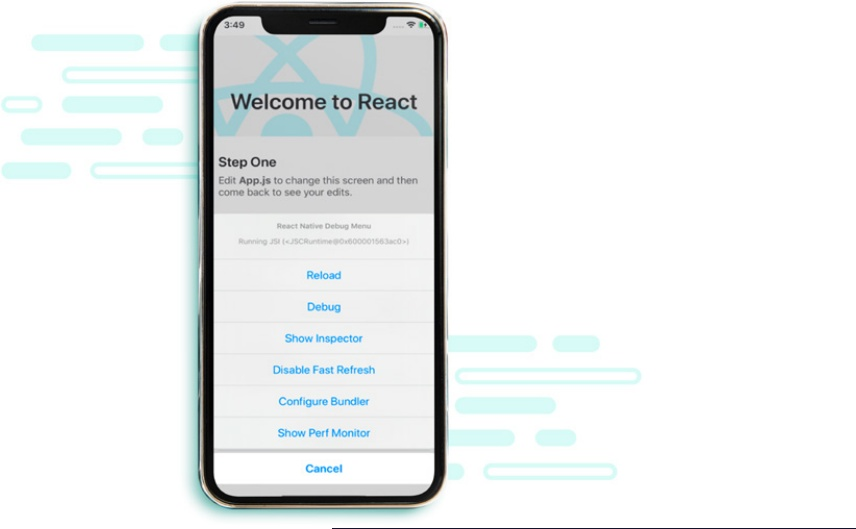 3:49
Welcome to React
Step One
Edit App.js to change this screen and then
come back to see your edits.
React Native Debug Menu
Running JSI (<JSCRuntime@0x600001563ac0>)
Reload
Debug
Show Inspector
Disable Fast Refresh
Configure Bundler
Show Perf Monitor
Cancel